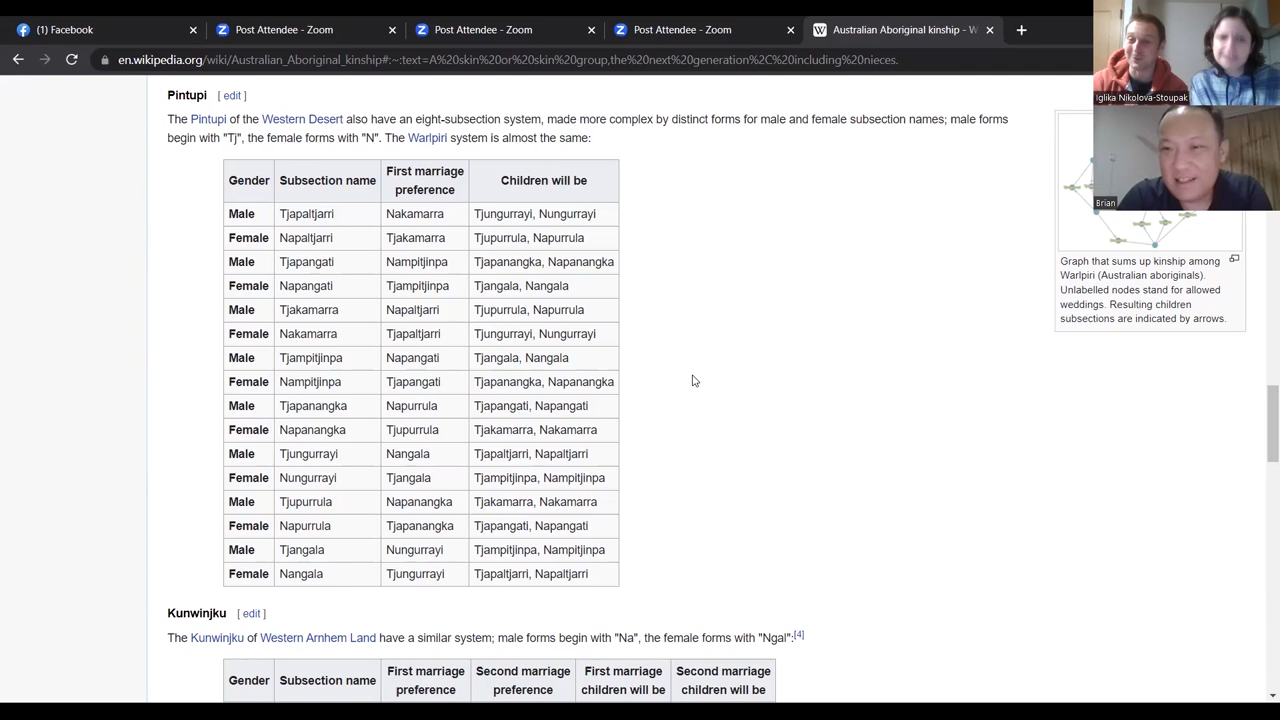 (1) Facebook
Post Attendee - Zoom
Post Attendee - Zoom
Post Attendee - Zoom
Australian Aboriginal kinship - W
en.wikipedia.org/wiki/Australian_Aboriginal_kinship#:~:text=A%20skin%20or%20skin%20group,the%20next%20generation%2C%20including%20nieces.
Iglika Nikolova-Stoupak
Brian
Pintupi [ edit ]
The Pintupi of the Western Desert also have an eight-subsection system, made more complex by distinct forms for male and female subsection names; male forms
begin with "Tj", the female forms with "N". The Warlpiri system is almost the same:
Gender Subsection name First marriage preference Children will be
Male Tjapaltjarri Nakamarra Tjungurrayi, Nungurrayi
Female Napaltjarri Tjakamarra Tjupurrula, Napurrula
Male Tjapangati Nampitjinpa Tjapanangka, Napanangka
Female Napangati Tjampitjinpa Tjangala, Nangala
Male Tjakamarra Napaltjarri Tjupurrula, Napurrula
Female Nakamarra Tjapaltjarri Tjungurrayi, Nungurrayi
Male Tjampitjinpa Napangati Tjangala, Nangala
Female Nampitjinpa Tjapangati Tjapanangka, Napanangka
Male Tjapanangka Napurrula Tjapangati, Napangati
Female Napanangka Tjupurrula Tjakamarra, Nakamarra
Male Tjungurrayi Nangala Tjapaltjarri, Napaltjarri
Female Nungurrayi Tjangala Tjampitjinpa, Nampitjinpa
Male Tjupurrula Napanangka Tjakamarra, Nakamarra
Female Napurrula Tjapanangka Tjapangati, Napangati
Male Tjangala Nungurrayi Tjampitjinpa, Nampitjinpa
Female Nangala Tjungurrayi Tjapaltjarri, Napaltjarri
Graph that sums up kinship among
Warlpiri (Australian aboriginals).
Unlabelled nodes stand for allowed
weddings. Resulting children
subsections are indicated by arrows.
Kunwinjku [ edit ]
The Kunwinjku of Western Arnhem Land have a similar system; male forms begin with "Na", the female forms with "Ngal":[4]
Gender Subsection name First marriage preference Second marriage preference First marriage children will be Second marriage children will be